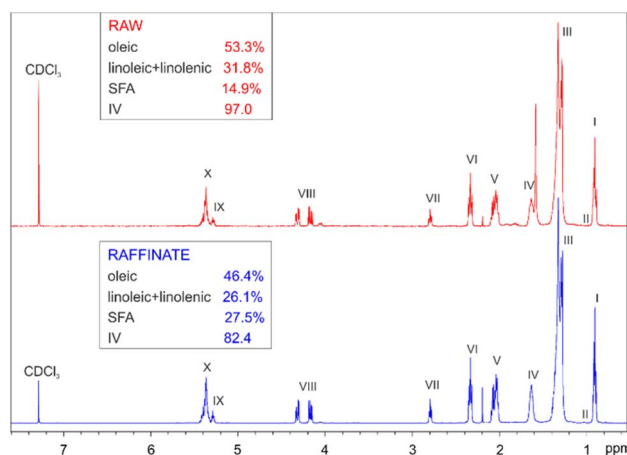 RAW
oleic 53.3%
linoleic+linolenic 31.8%
SFA 14.9%
IV 97.0
CDCl₃
X
IX
VIII
VII
VI
V
IV
III
II
I
RAFFINATE
oleic 46.4%
linoleic+linolenic 26.1%
SFA 27.5%
IV 82.4
CDCl₃
X
IX
VIII
VII
VI
V
IV
III
II
I
7 6 5 4 3 2 1 ppm